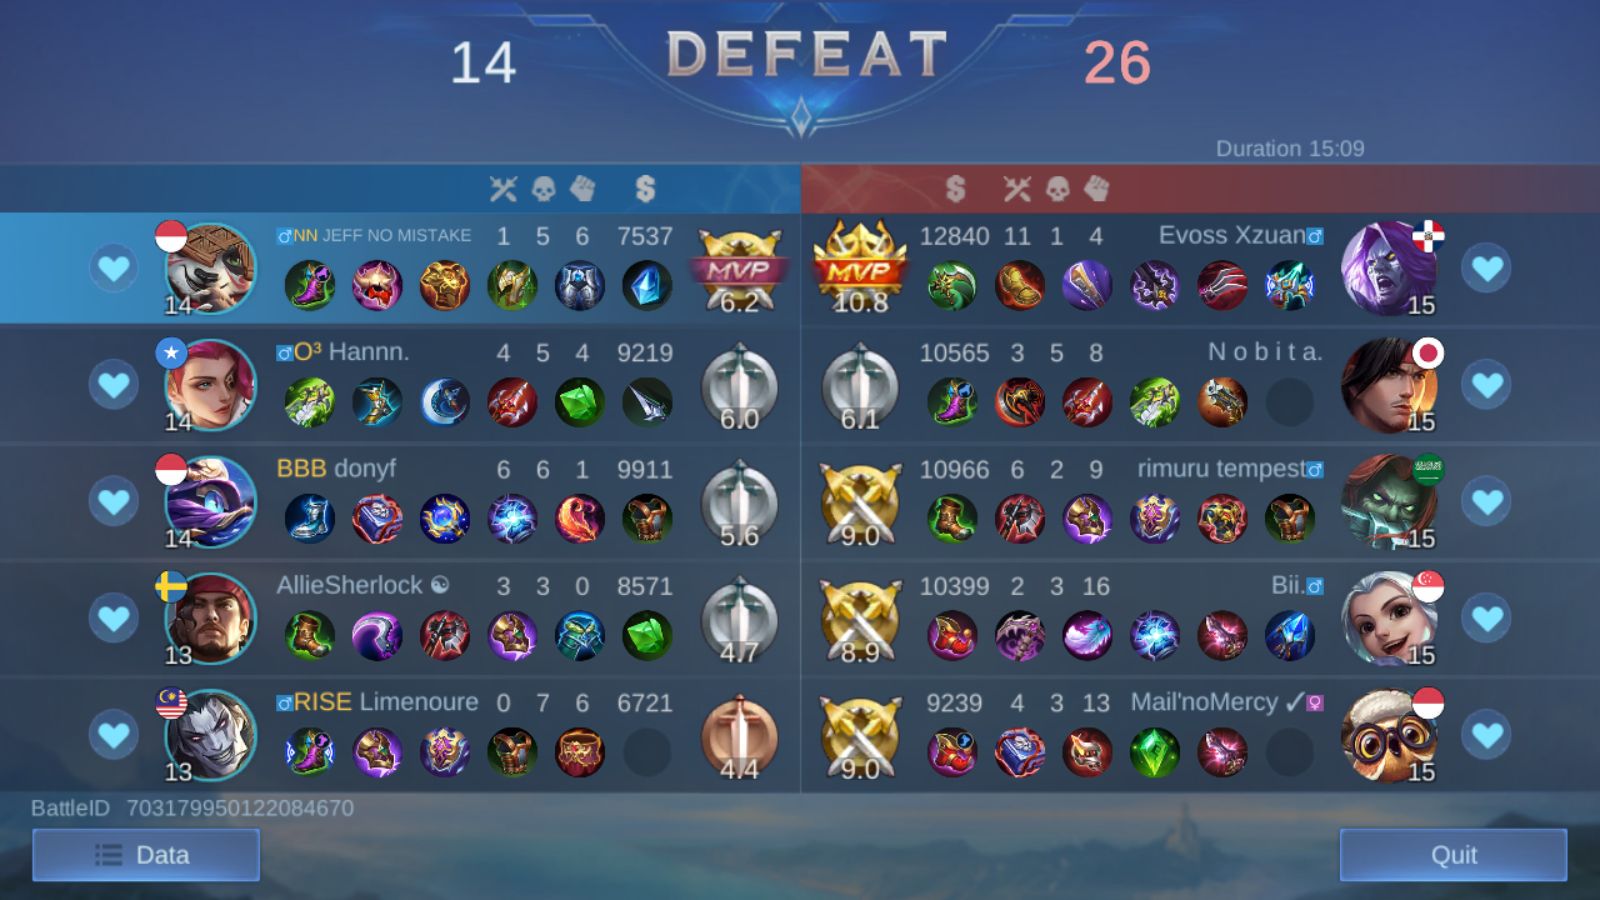 14 DEFEAT 26
Duration 15:09
♂NN JEFF NO MISTAKE 1 5 6 7537
14
MVP 6.2
MVP 10.8
12840 11 1 4 Evoss Xzuan♂
15
♂O³ Hannn. 4 5 4 9219
14
6.0
6.1
10565 3 5 8 N o b i t a.
15
BBB donyf 6 6 1 9911
14
5.6
9.0
10966 6 2 9 rimuru tempest♂
15
AllieSherlock ☯ 3 3 0 8571
13
4.7
8.9
10399 2 3 16 Bii.♂
15
♂RISE Limenoure 0 7 6 6721
13
4.4
9.0
9239 4 3 13 Mail'noMercy ✓♀
15
BattleID 703179950122084670
Data
Quit